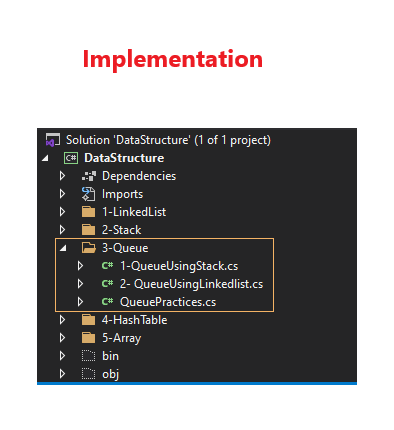 Implementation
Solution 'DataStructure' (1 of 1 project)
C# DataStructure
Dependencies
Imports
1-LinkedList
2-Stack
3-Queue
C# 1-QueueUsingStack.cs
C# 2- QueueUsingLinkedlist.cs
C# QueuePractices.cs
4-HashTable
5-Array
bin
obj